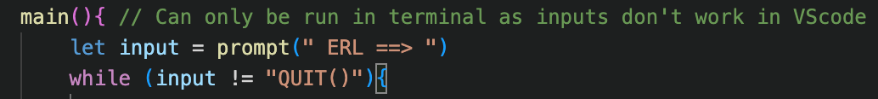 main(){ // Can only be run in terminal as inputs don't work in VScode
let input = prompt(" ERL ==> ")
while (input != "QUIT()"){